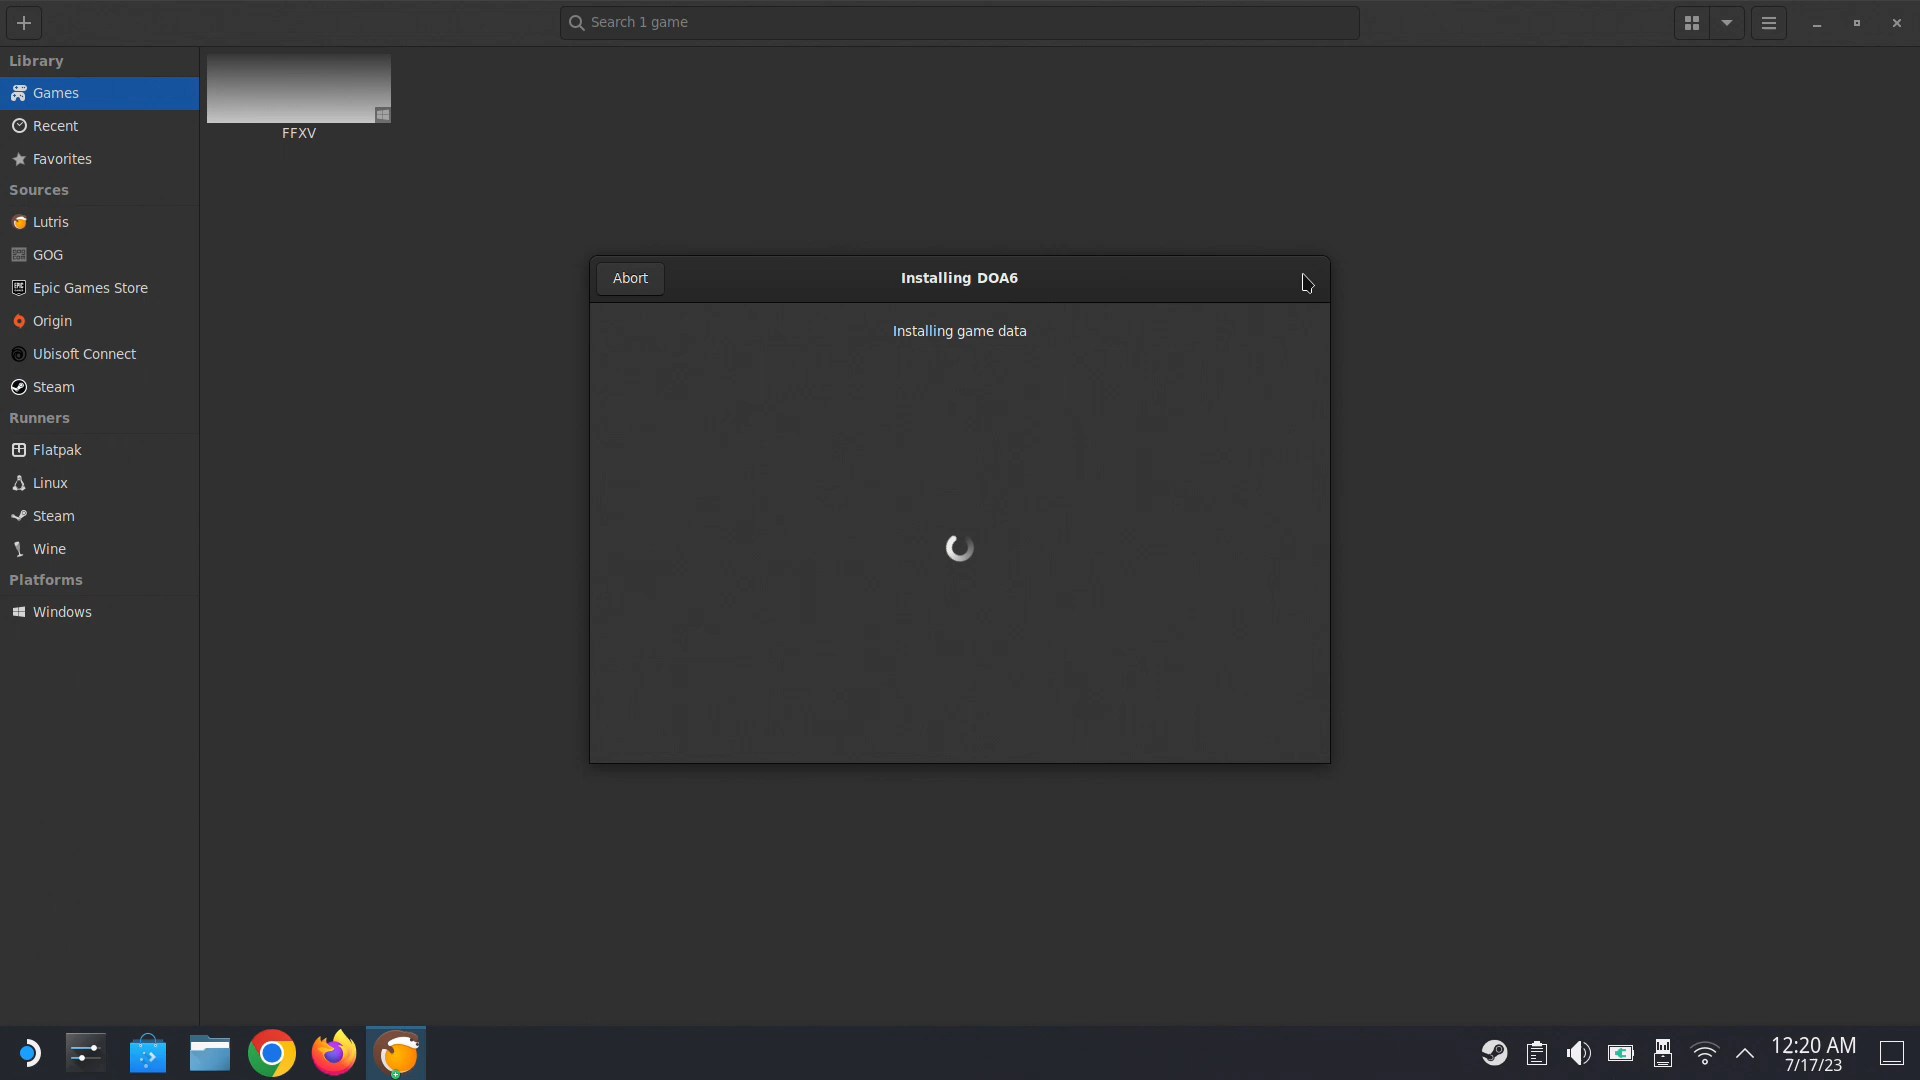 Search 1 game
Library
Games
Recent
Favorites
Sources
Lutris
GOG
Epic Games Store
Origin
Ubisoft Connect
Steam
Runners
Flatpak
Linux
Steam
Wine
Platforms
Windows
FFXV
Abort
Installing DOA6
Installing game data
12:20 AM
7/17/23